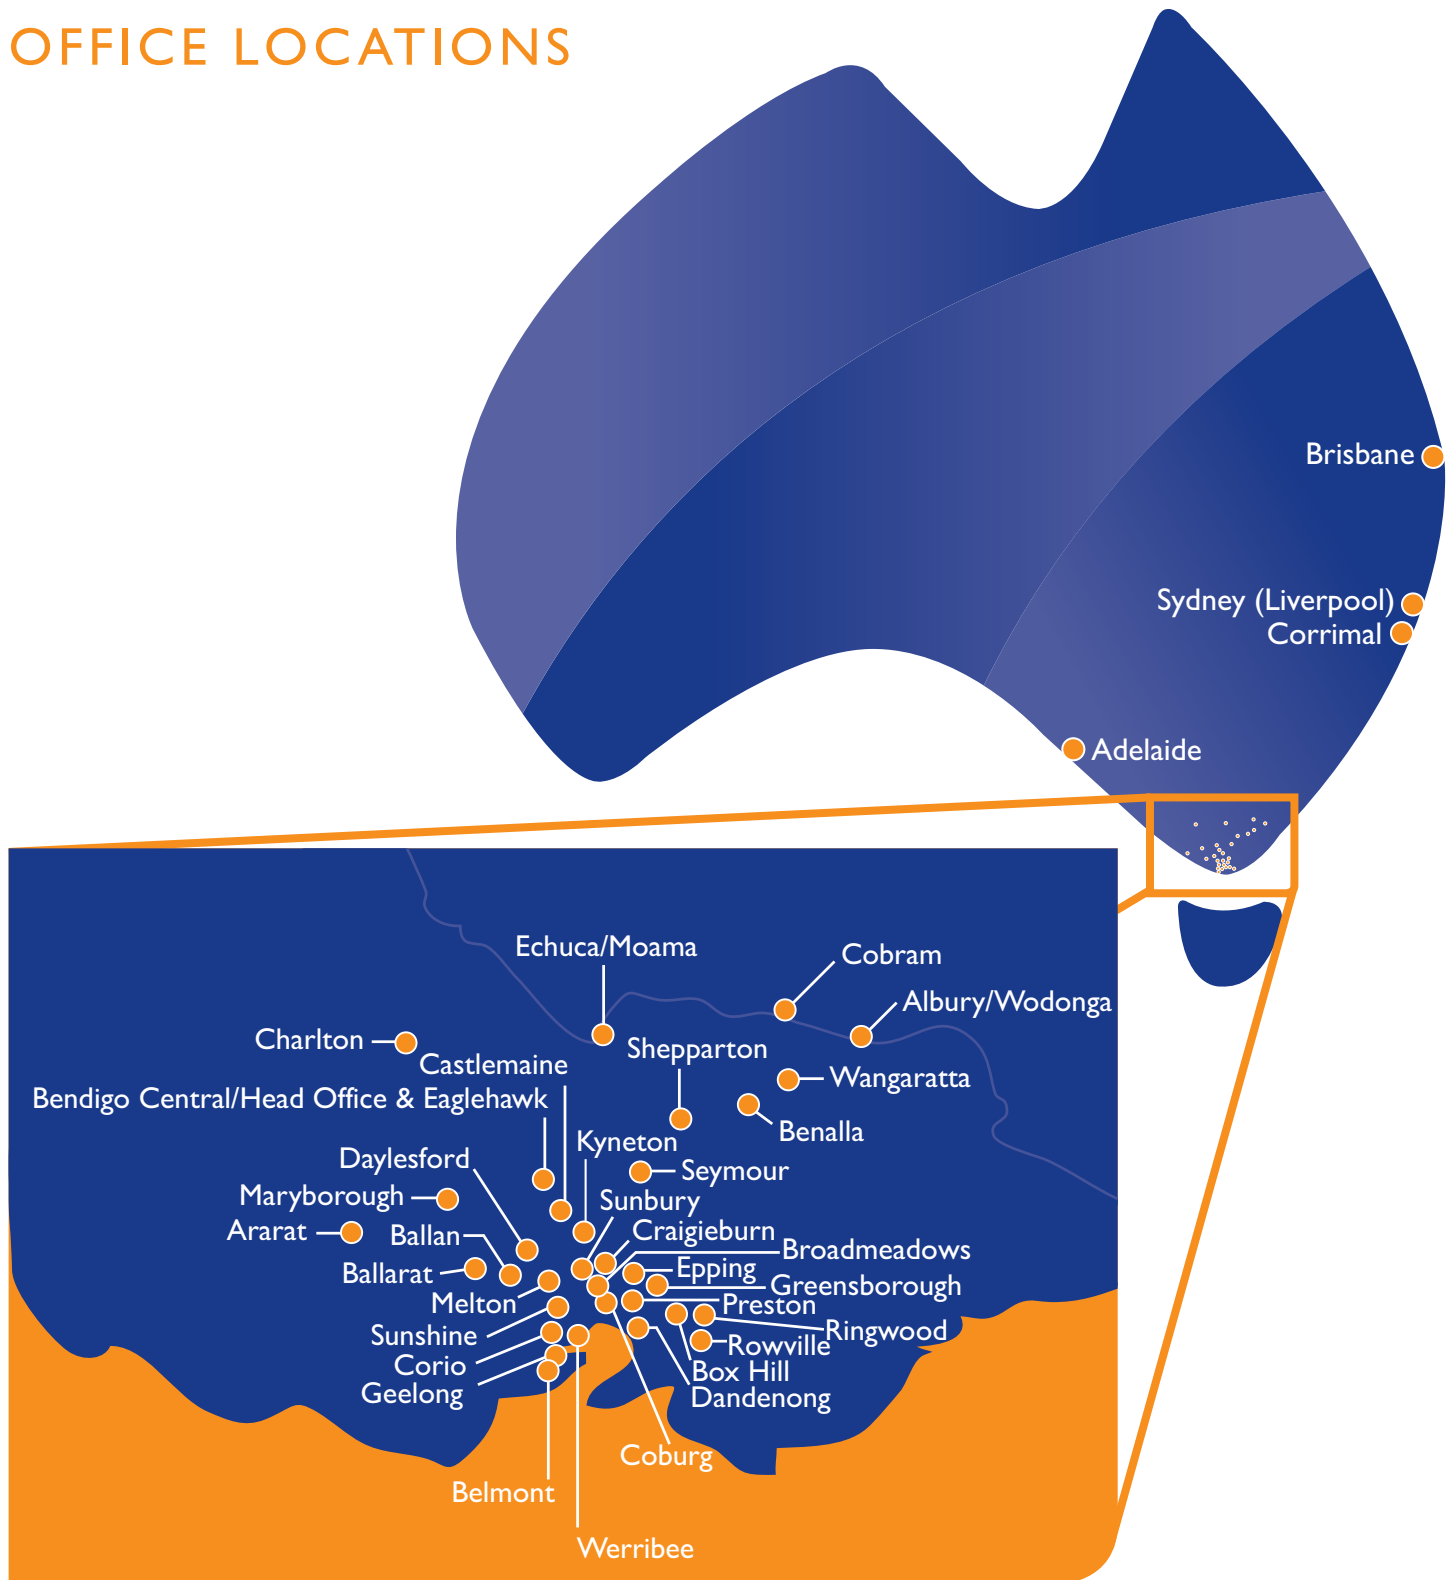 OFFICE LOCATIONS
Brisbane
Sydney (Liverpool)
Corrimal
Adelaide
Echuca/Moama
Cobram
Albury/Wodonga
Charlton
Shepparton
Castlemaine
Wangaratta
Bendigo Central/Head Office & Eaglehawk
Benalla
Kyneton
Daylesford
Seymour
Maryborough
Sunbury
Ararat
Ballan
Craigieburn
Broadmeadows
Ballarat
Epping
Greensborough
Melton
Preston
Sunshine
Ringwood
Rowville
Corio
Box Hill
Geelong
Dandenong
Coburg
Belmont
Werribee